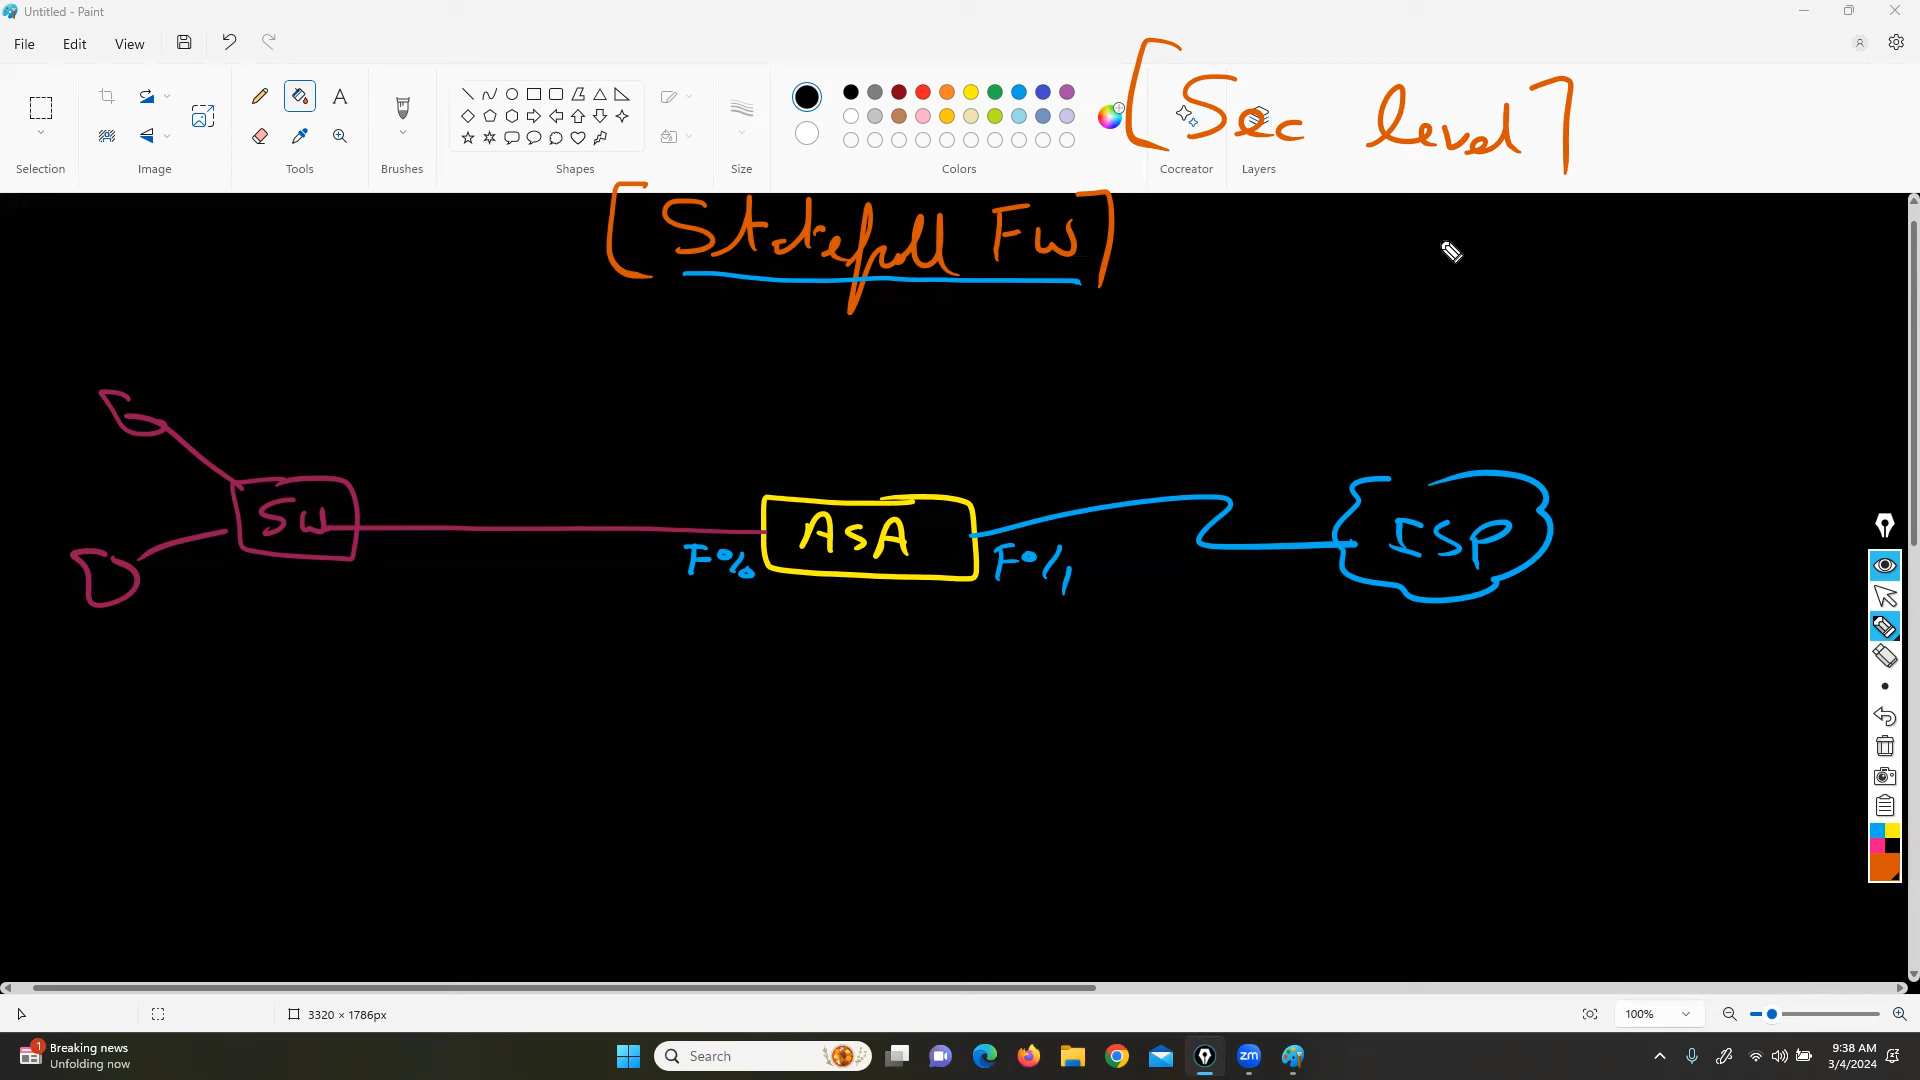 Untitled - Paint
File Edit View
[Sec level]
Selection Image Tools Brushes Shapes Size Colors Cocreator Layers
[Statefull FW]
SW
ASA
ISP
F0/0
F0/1
3320 × 1786px
100%
1
Breaking news
Unfolding now
Search
zm
9:38 AM
3/4/2024